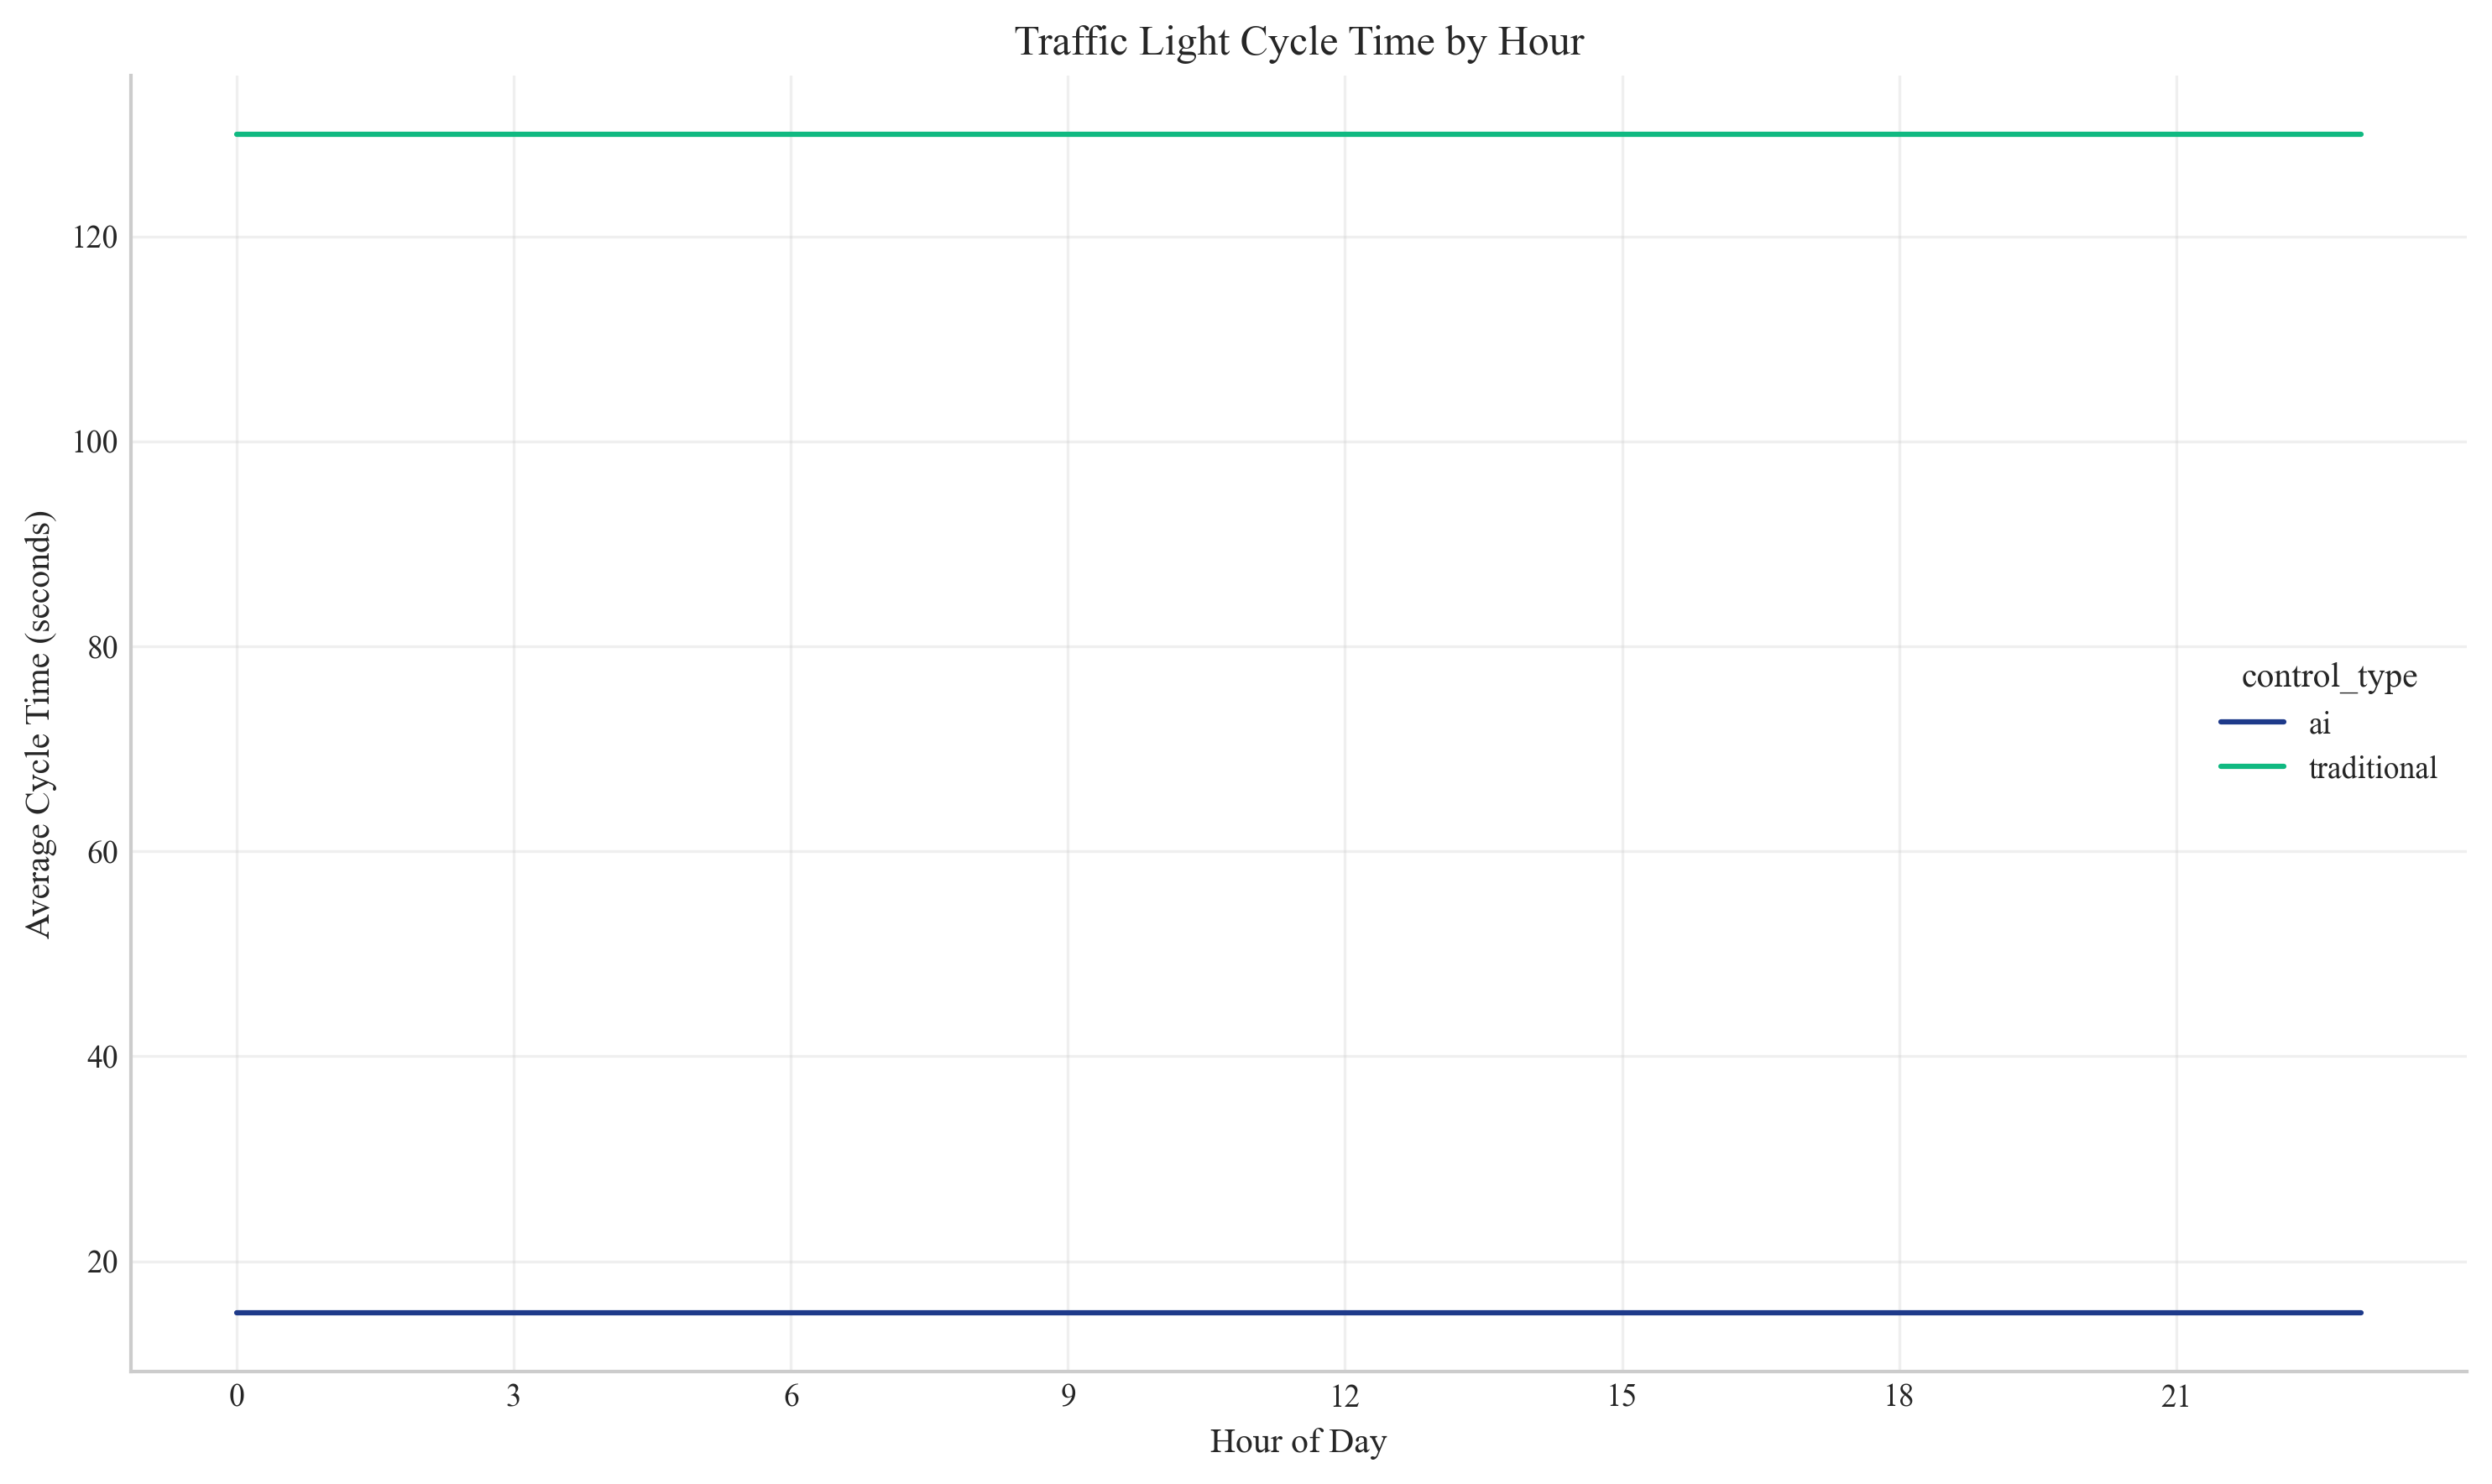 Traffic Light Cycle Time by Hour
Average Cycle Time (seconds)
120
100
80
60
40
20
control_type
ai
traditional
0 3 6 9 12 15 18 21
Hour of Day